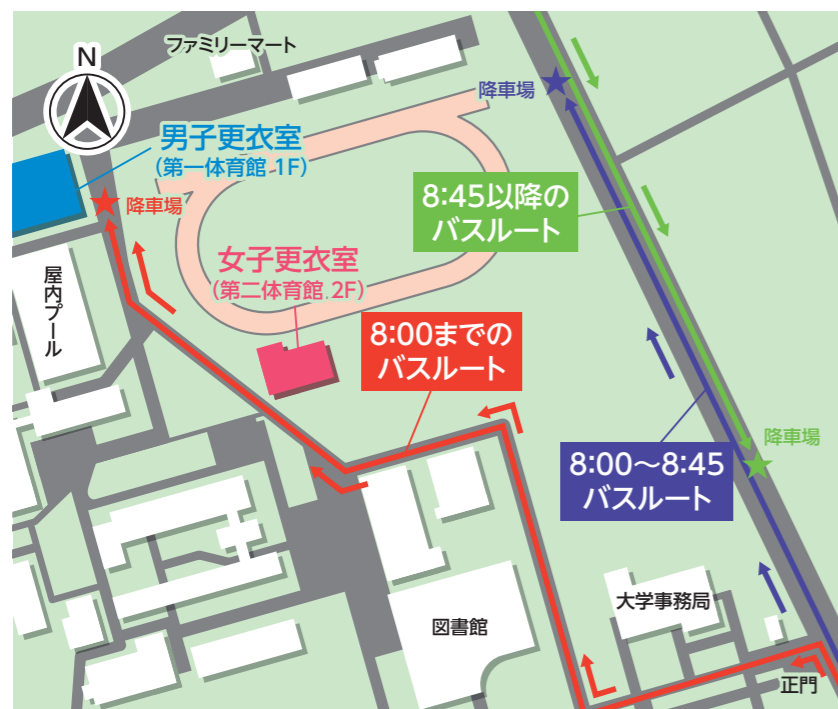 ファミリーマート
N
降車場
男子更衣室
(第一体育館 1F)
降車場
8:45以降の
バスルート
女子更衣室
(第二体育館 2F)
屋内プール
8:00までの
バスルート
降車場
8:00〜8:45
バスルート
大学事務局
図書館
正門